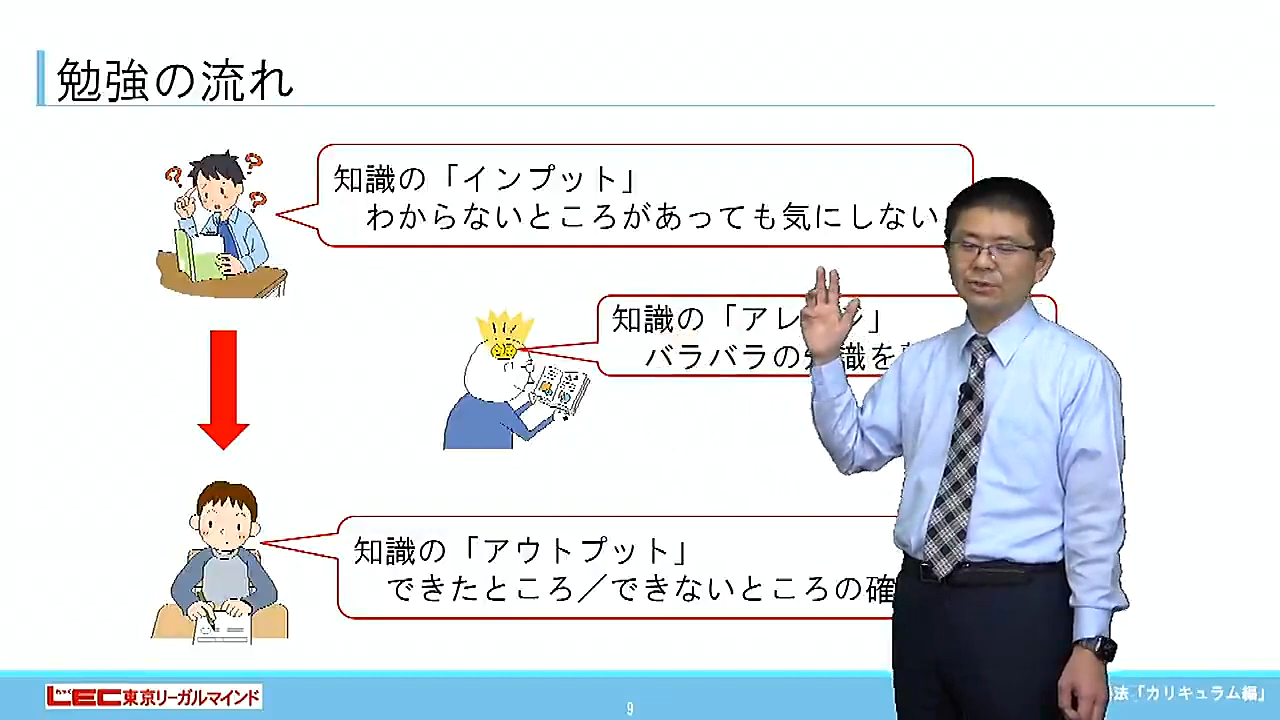 勉強の流れ
知識の「インプット」
わからないところがあっても気にしない
知識の「アレ
」
バラバラの
識を
知識の「アウトプット」
できたところ/できないところの確
LEC東京リーガルマインド
9
法「カリキュラム編」